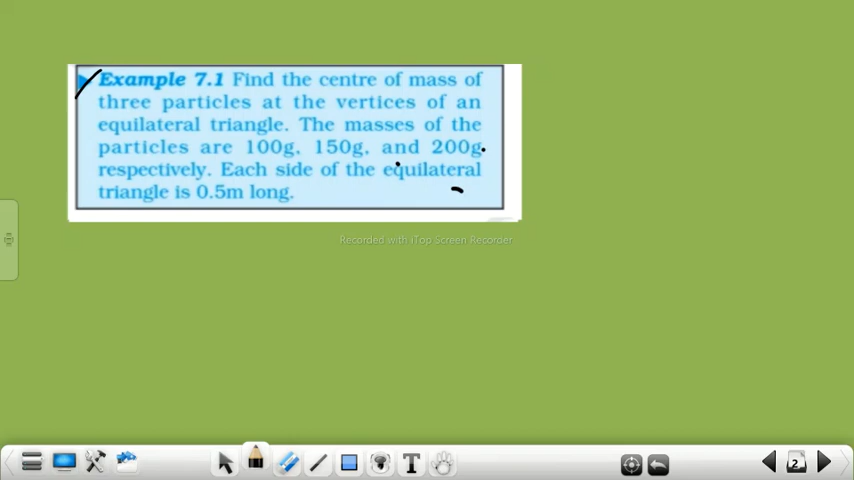 Example 7.1 Find the centre of mass of
three particles at the vertices of an
equilateral triangle. The masses of the
particles are 100g, 150g, and 200g
respectively. Each side of the equilateral
triangle is 0.5m long.
Recorded with iTop Screen Recorder
T
2